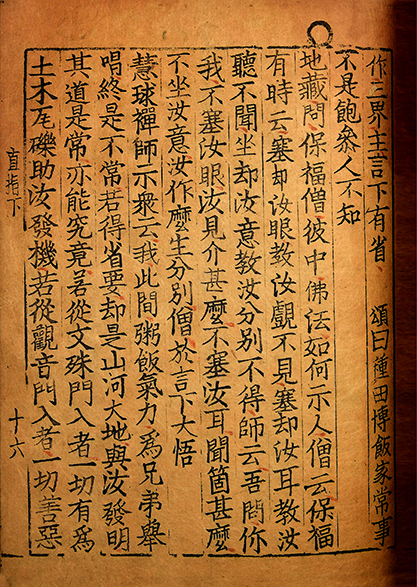 作三界主言下有省 頌曰種田博飯家常事
不是飽叅人不知
地藏問保福僧彼中佛法如何示人僧云保福
有時云塞却汝眼教汝覷不見塞却汝耳教汝
聽不聞坐却汝意教汝分別不得師云吾問你
我不塞汝眼汝見介甚麼不塞汝耳聞箇甚麼
不坐汝意汝作麼生分別僧於言下大悟
慧球禪師示衆云我此間粥飯氣力為兄弟舉
唱終是不常若得省要却是山河大地與汝發明
其道是常亦能究竟若從文殊門入者一切有為
土木瓦礫助汝發機若從觀音門入者一切善惡
直指下 十六